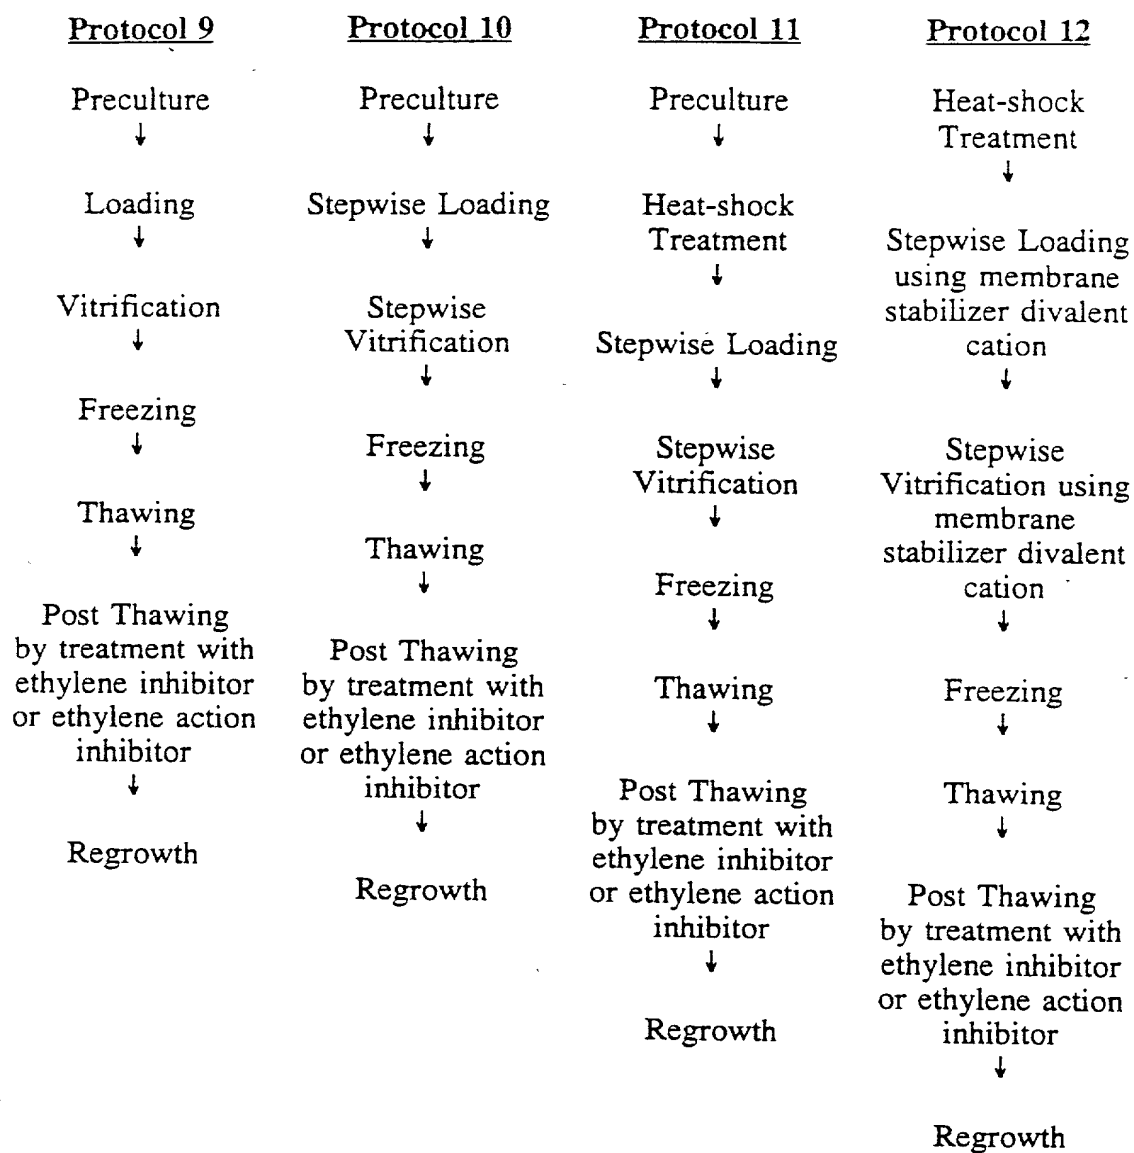 Protocol 9
Preculture
↓
Loading
↓
Vitrification
↓
Freezing
↓
Thawing
↓
Post Thawing
by treatment with
ethylene inhibitor
or ethylene action
inhibitor
↓
Regrowth
Protocol 10
Preculture
↓
Stepwise Loading
↓
Stepwise
Vitrification
↓
Freezing
↓
Thawing
↓
Post Thawing
by treatment with
ethylene inhibitor
or ethylene action
inhibitor
↓
Regrowth
Protocol 11
Preculture
↓
Heat-shock
Treatment
↓
Stepwise Loading
↓
Stepwise
Vitrification
↓
Freezing
↓
Thawing
↓
Post Thawing
by treatment with
ethylene inhibitor
or ethylene action
inhibitor
↓
Regrowth
Protocol 12
Heat-shock
Treatment
↓
Stepwise Loading
using membrane
stabilizer divalent
cation
↓
Stepwise
Vitrification using
membrane
stabilizer divalent
cation
↓
Freezing
↓
Thawing
↓
Post Thawing
by treatment with
ethylene inhibitor
or ethylene action
inhibitor
↓
Regrowth